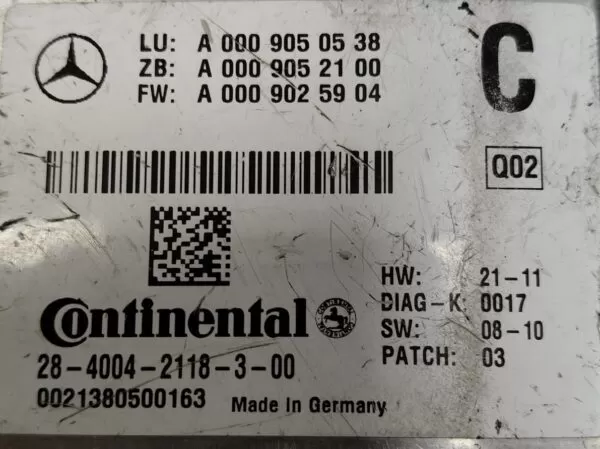 LU: A 000 905 05 38
ZB: A 000 905 21 00
FW: A 000 902 59 04
C
Q02
HW: 21-11
DIAG-K: 0017
SW: 08-10
PATCH: 03
Continental
28-4004-2118-3-00
0021380500163 Made In Germany